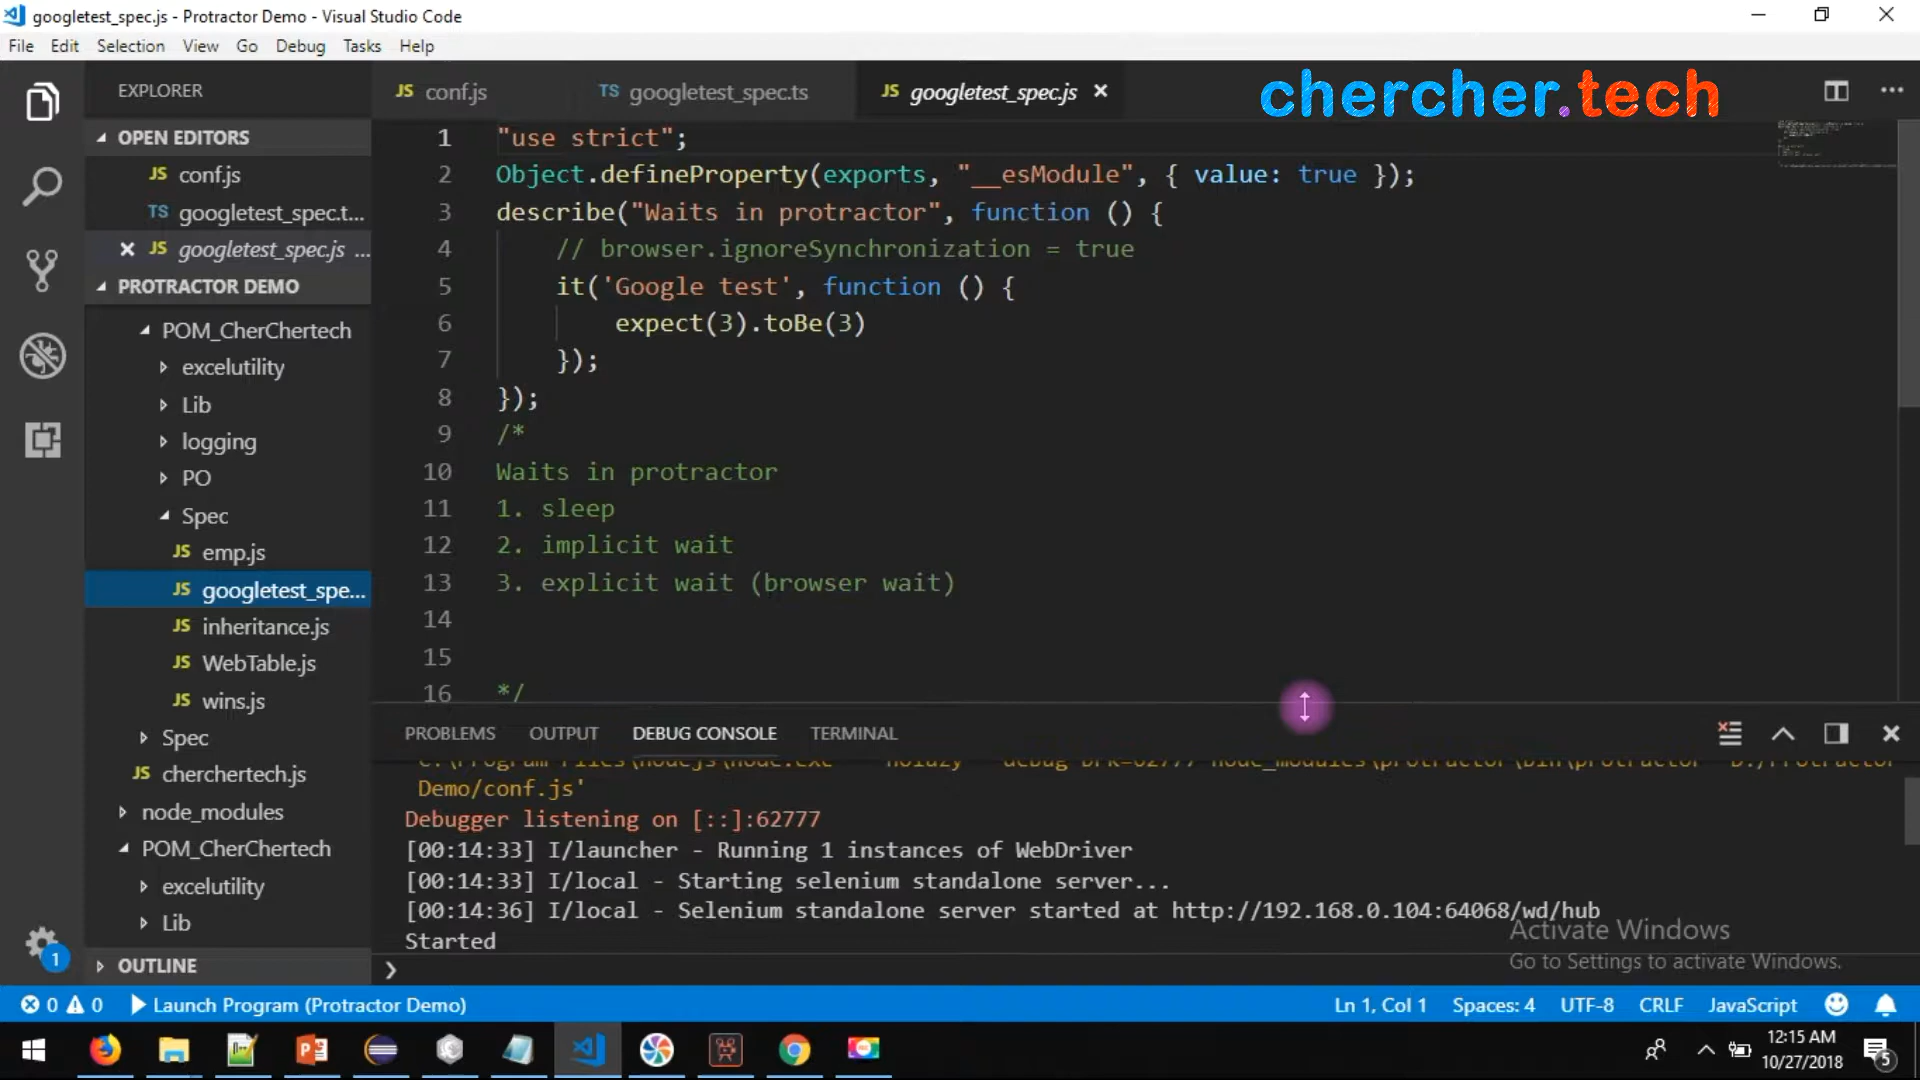 googletest_spec.js - Protractor Demo - Visual Studio Code
File Edit Selection View Go Debug Tasks Help
EXPLORER
OPEN EDITORS
JS conf.js
TS googletest_spec.t...
JS googletest_spec.js ...
PROTRACTOR DEMO
POM_CherChertech
excelutility
Lib
logging
PO
Spec
JS emp.js
JS googletest_spe...
JS inheritance.js
JS WebTable.js
JS wins.js
Spec
JS cherchertech.js
node_modules
POM_CherChertech
excelutility
Lib
OUTLINE
JS conf.js TS googletest_spec.ts JS googletest_spec.js
chercher.tech
1 "use strict";
2 Object.defineProperty(exports, "__esModule", { value: true });
3 describe("Waits in protractor", function () {
4 // browser.ignoreSynchronization = true
5 it('Google test', function () {
6 expect(3).toBe(3)
7 });
8 });
9 /*
10 Waits in protractor
11 1. sleep
12 2. implicit wait
13 3. explicit wait (browser wait)
14
15
16 */
PROBLEMS OUTPUT DEBUG CONSOLE TERMINAL
Demo/conf.js'
Debugger listening on [::]:62777
[00:14:33] I/launcher - Running 1 instances of WebDriver
[00:14:33] I/local - Starting selenium standalone server...
[00:14:36] I/local - Selenium standalone server started at http://192.168.0.104:64068/wd/hub
Started
Activate Windows
Go to Settings to activate Windows.
1
0 0 Launch Program (Protractor Demo) Ln 1, Col 1 Spaces: 4 UTF-8 CRLF JavaScript
12:15 AM
10/27/2018
5